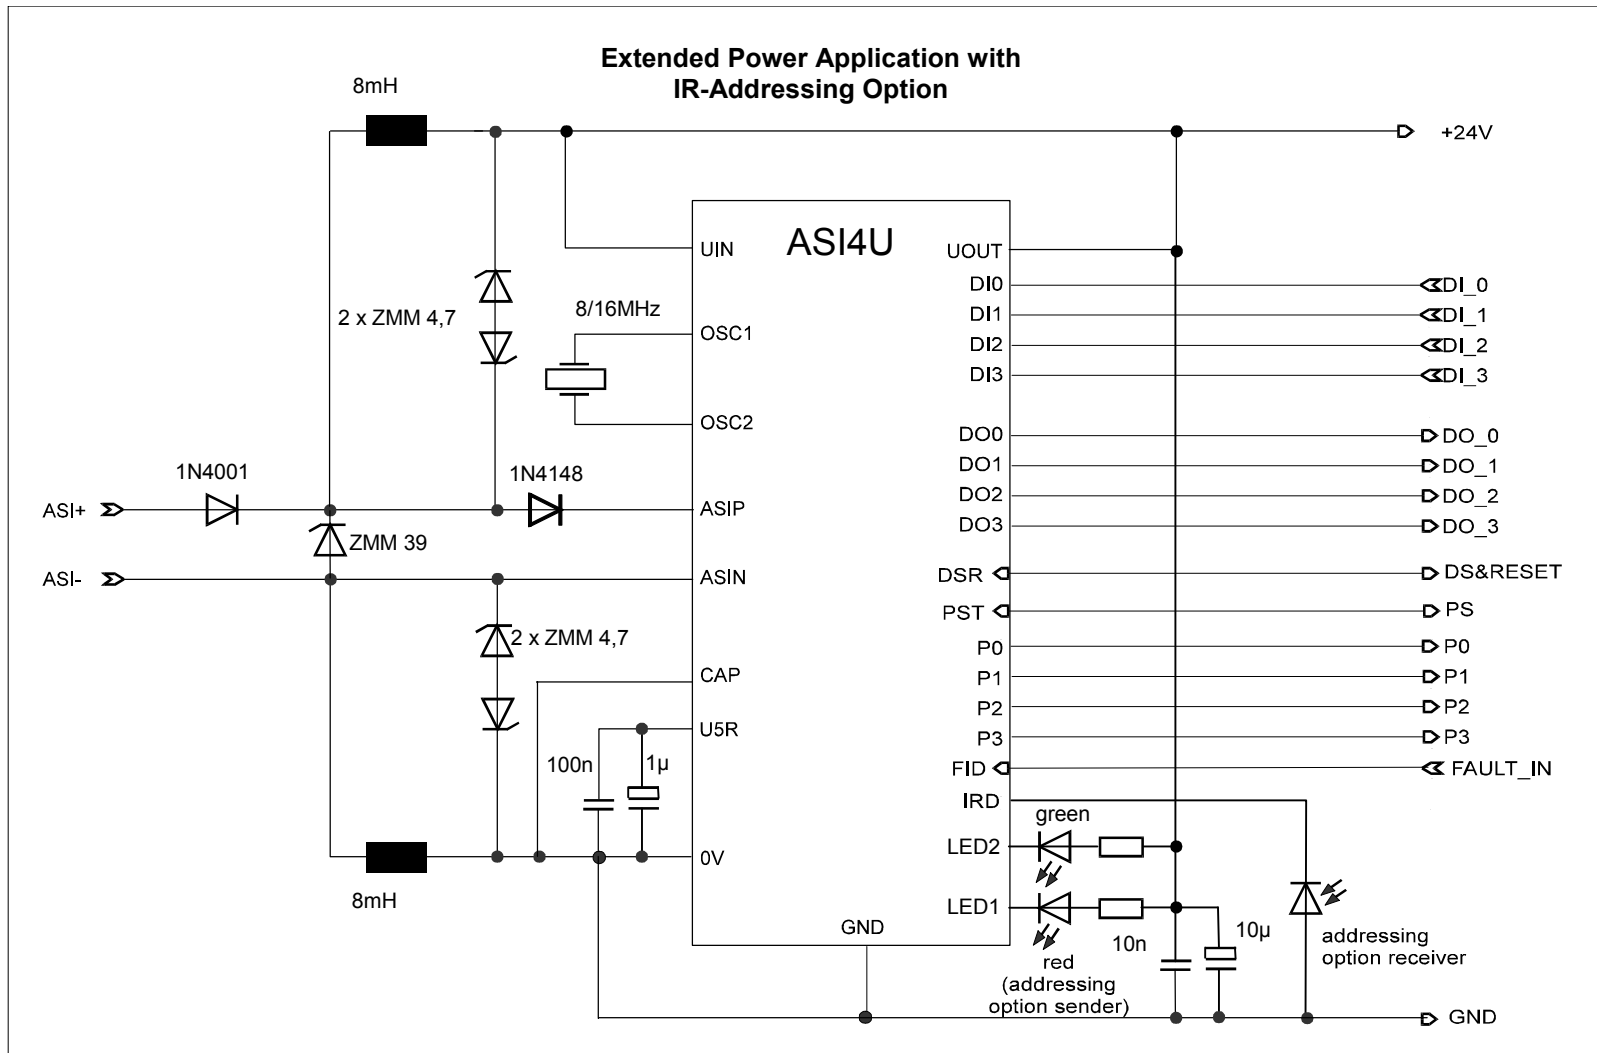 Extended Power Application with
IR-Addressing Option
8mH
+24V
ASI4U
UIN
UOUT
DI0
DI_0
2 x ZMM 4,7
8/16MHz
OSC1
DI1
DI_1
DI2
DI_2
DI3
DI_3
OSC2
DO0
DO_0
1N4001
1N4148
DO1
DO_1
ASI+
ASIP
DO2
DO_2
DO3
DO_3
ZMM 39
ASI-
ASIN
DSR
DS&RESET
PST
PS
2 x ZMM 4,7
P0
P0
CAP
P1
P1
P2
P2
U5R
P3
P3
100n
1µ
FID
FAULT_IN
IRD
green
LED2
0V
8mH
LED1
GND
10n
10µ
addressing
option receiver
red
(addressing
option sender)
GND